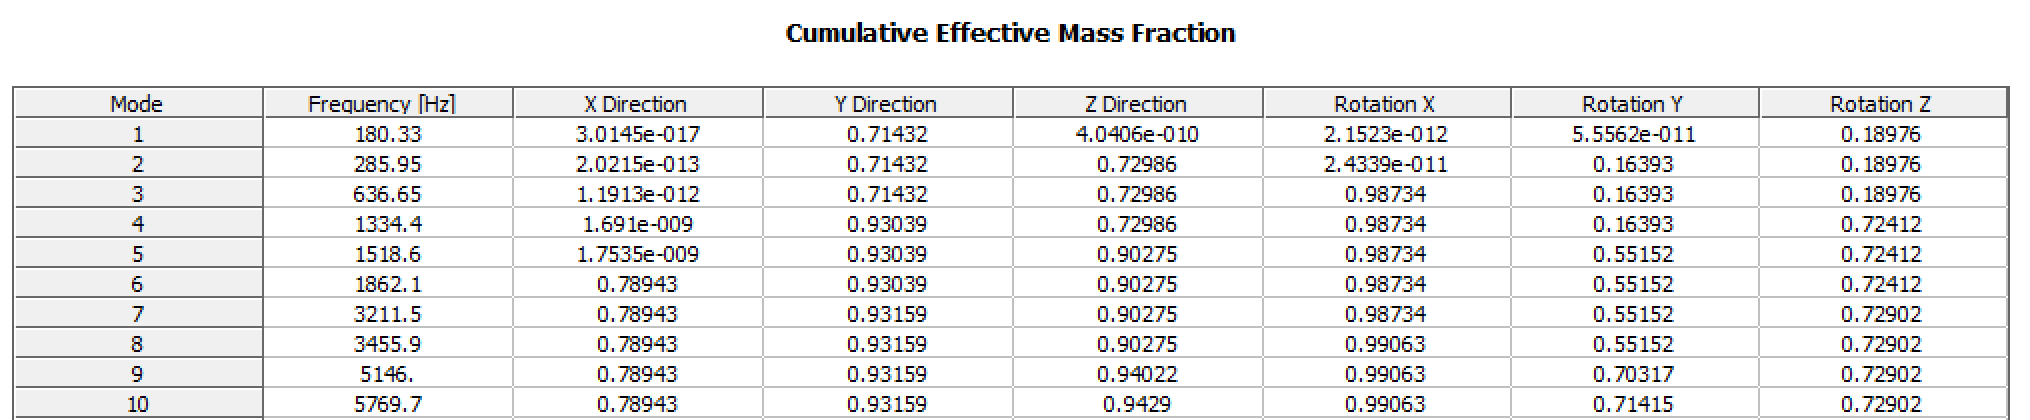 Cumulative Effective Mass Fraction
Mode Frequency [Hz] X Direction Y Direction Z Direction Rotation X Rotation Y Rotation Z
1 180.33 3.0145e-017 0.71432 4.0406e-010 2.1523e-012 5.5562e-011 0.18976
2 285.95 2.0215e-013 0.71432 0.72986 2.4339e-011 0.16393 0.18976
3 636.65 1.1913e-012 0.71432 0.72986 0.98734 0.16393 0.18976
4 1334.4 1.691e-009 0.93039 0.72986 0.98734 0.16393 0.72412
5 1518.6 1.7535e-009 0.93039 0.90275 0.98734 0.55152 0.72412
6 1862.1 0.78943 0.93039 0.90275 0.98734 0.55152 0.72412
7 3211.5 0.78943 0.93159 0.90275 0.98734 0.55152 0.72902
8 3455.9 0.78943 0.93159 0.90275 0.99063 0.55152 0.72902
9 5146. 0.78943 0.93159 0.94022 0.99063 0.70317 0.72902
10 5769.7 0.78943 0.93159 0.9429 0.99063 0.71415 0.72902